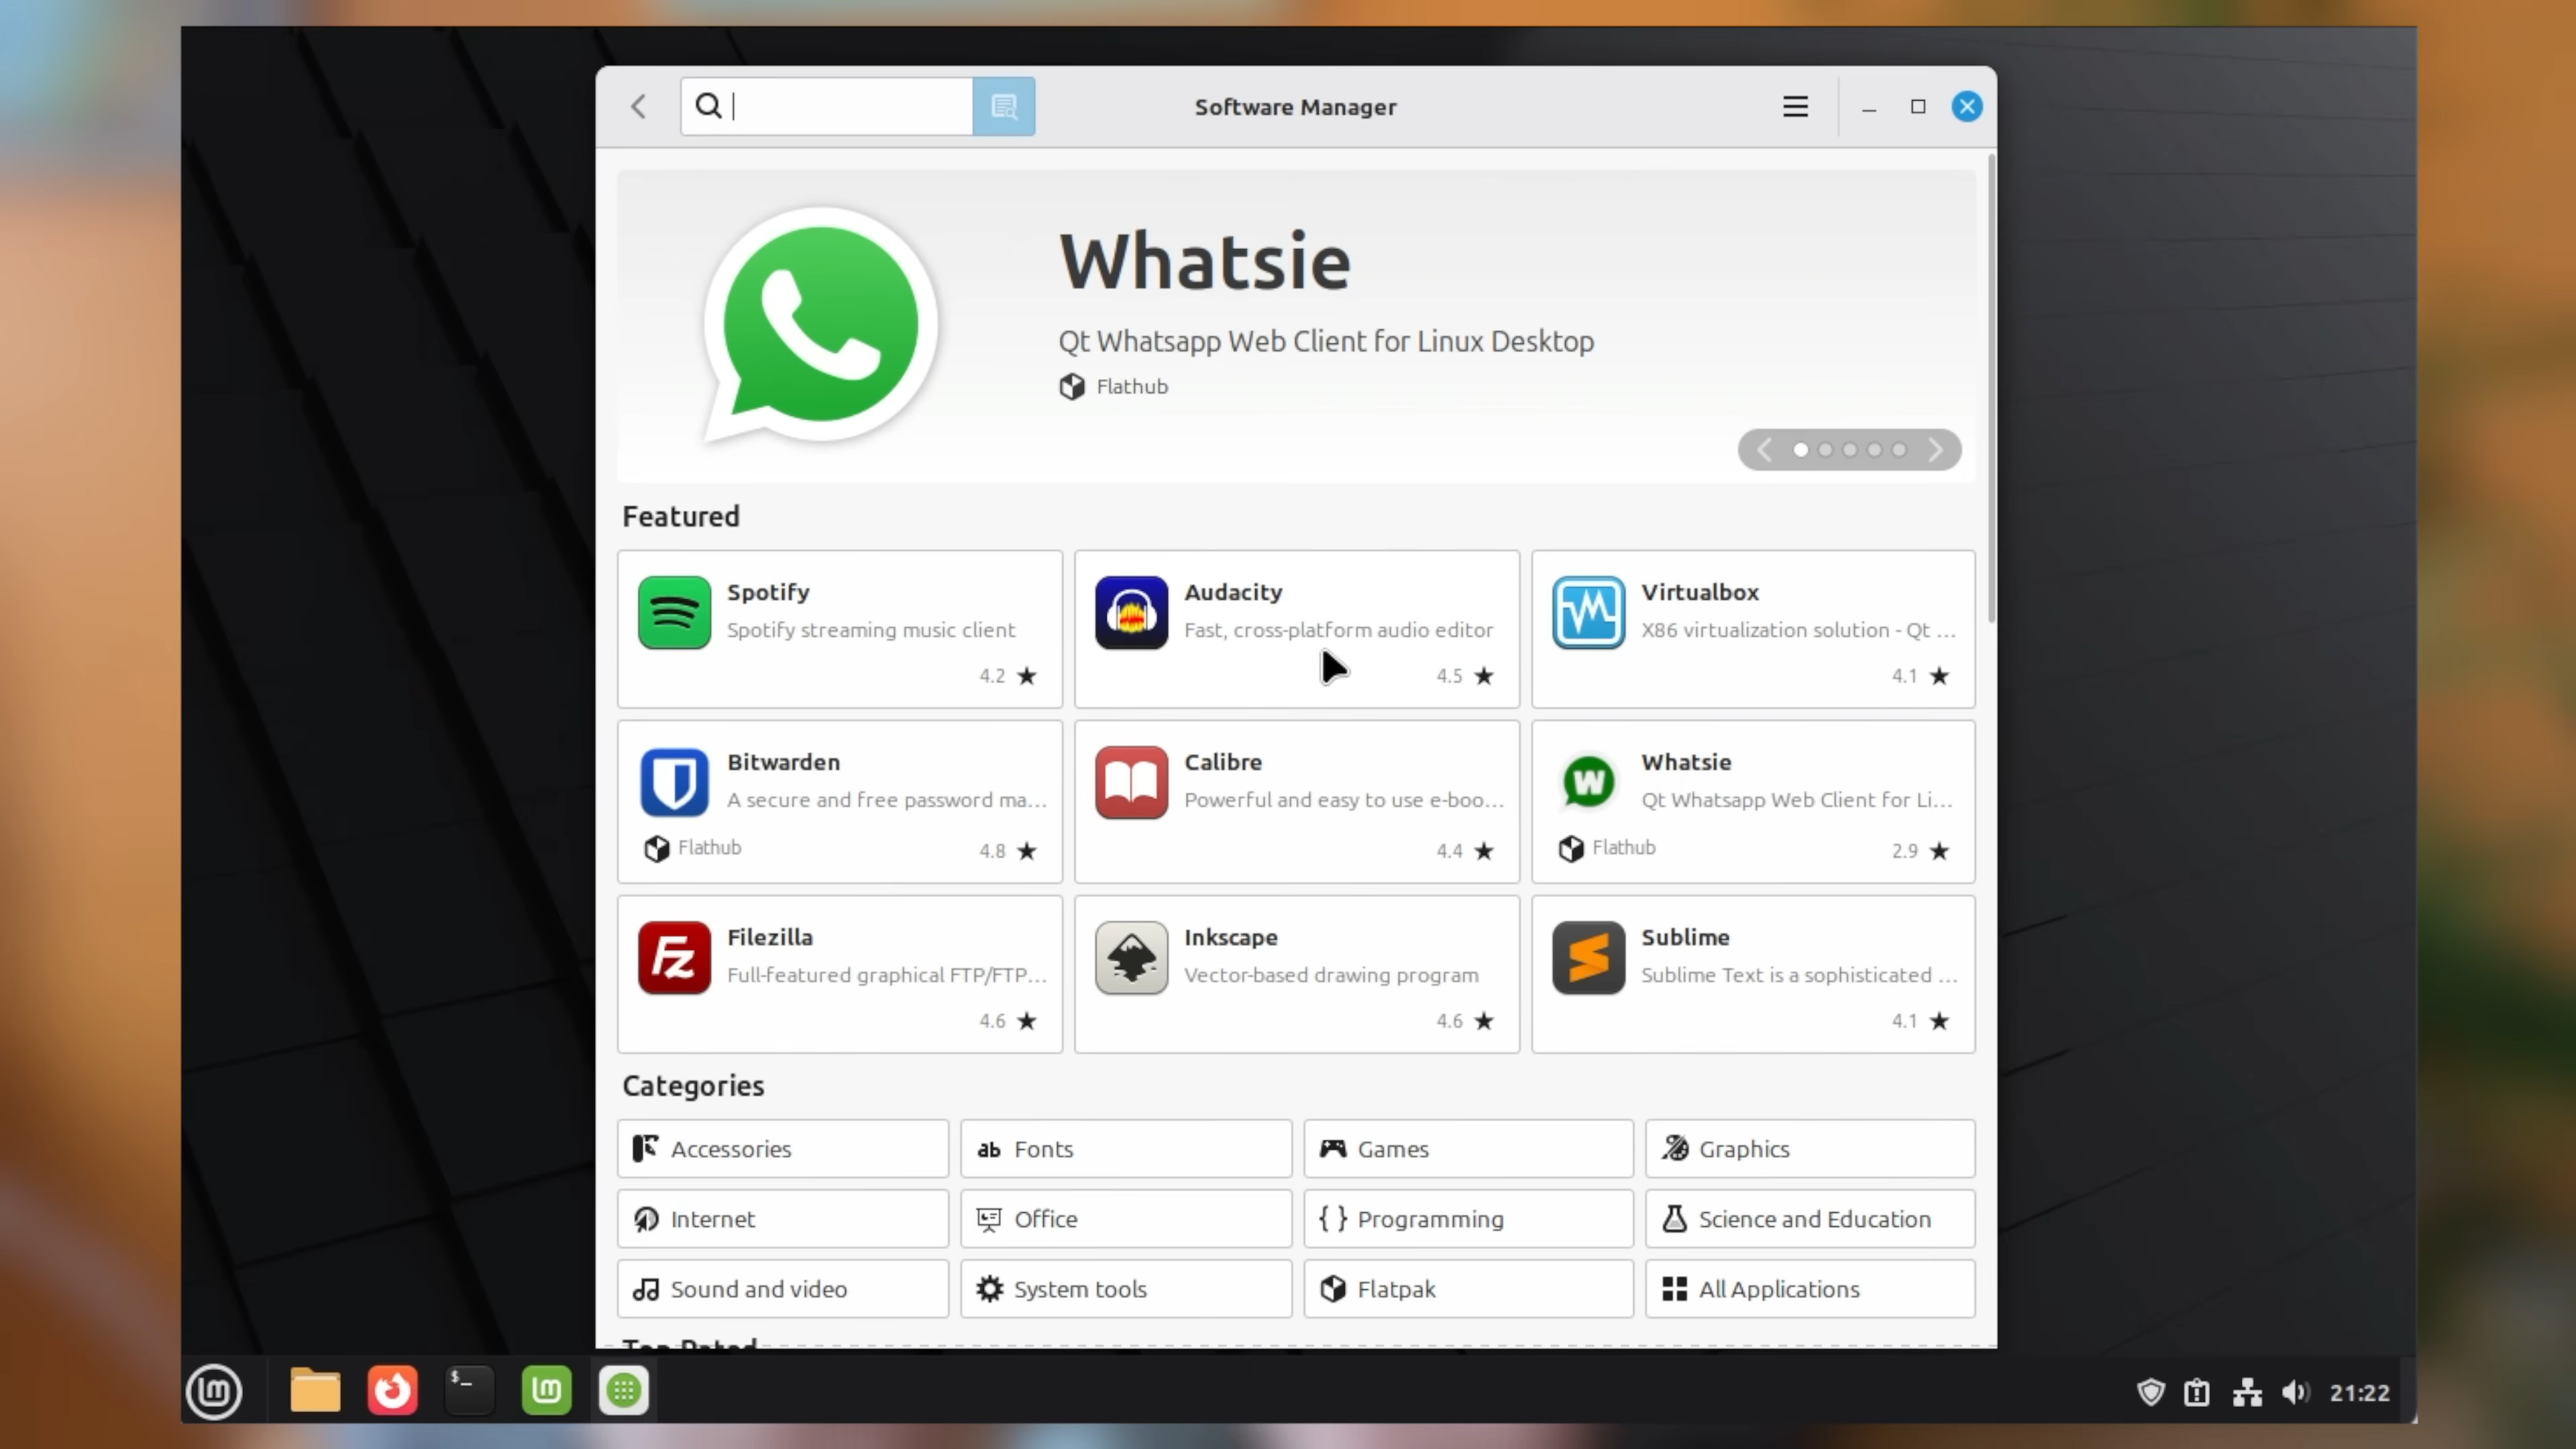 Software Manager
Whatsie
Qt Whatsapp Web Client for Linux Desktop
Flathub
Featured
Spotify
Spotify streaming music client
4.2 ★
Audacity
Fast, cross-platform audio editor
4.5 ★
Virtualbox
X86 virtualization solution - Qt ...
4.1 ★
Bitwarden
A secure and free password ma...
Flathub
4.8 ★
Calibre
Powerful and easy to use e-boo...
4.4 ★
Whatsie
Qt Whatsapp Web Client for Li...
Flathub
2.9 ★
Filezilla
Full-featured graphical FTP/FTP...
4.6 ★
Inkscape
Vector-based drawing program
4.6 ★
Sublime
Sublime Text is a sophisticated ...
4.1 ★
Categories
Accessories
ab Fonts
Games
Graphics
Internet
Office
{ } Programming
Science and Education
Sound and video
System tools
Flatpak
All Applications
Top Rated
$_
21:22